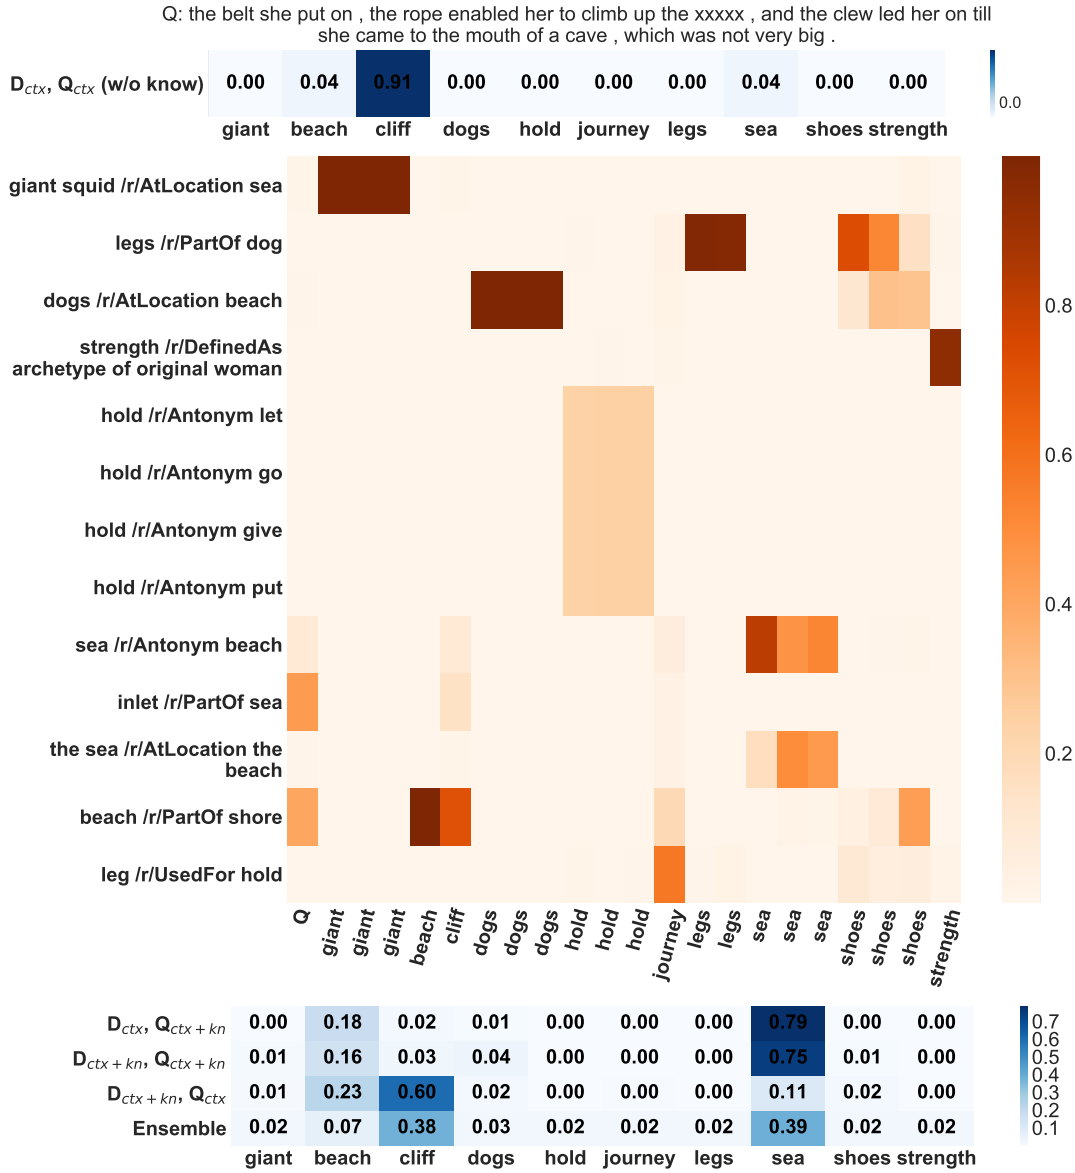 Q: the belt she put on , the rope enabled her to climb up the xxxxx , and the clew led her on till
she came to the mouth of a cave , which was not very big .
D_ctx, Q_ctx (w/o know) 0.00 0.04 0.91 0.00 0.00 0.00 0.00 0.04 0.00 0.00
0.0
giant beach cliff dogs hold journey legs sea shoes strength
giant squid /r/AtLocation sea
legs /r/PartOf dog
dogs /r/AtLocation beach
strength /r/DefinedAs
archetype of original woman
hold /r/Antonym let
hold /r/Antonym go
hold /r/Antonym give
hold /r/Antonym put
sea /r/Antonym beach
inlet /r/PartOf sea
the sea /r/AtLocation the
beach
beach /r/PartOf shore
leg /r/UsedFor hold
0.8
0.6
0.4
0.2
Q giant giant giant beach cliff dogs dogs dogs hold hold hold journey legs legs sea sea sea shoes shoes shoes strength
D_ctx, Q_ctx + kn 0.00 0.18 0.02 0.01 0.00 0.00 0.00 0.79 0.00 0.00
D_ctx + kn, Q_ctx + kn 0.01 0.16 0.03 0.04 0.00 0.00 0.00 0.75 0.01 0.00
D_ctx + kn, Q_ctx 0.01 0.23 0.60 0.02 0.00 0.00 0.00 0.11 0.02 0.00
Ensemble 0.02 0.07 0.38 0.03 0.02 0.02 0.02 0.39 0.02 0.02
giant beach cliff dogs hold journey legs sea shoes strength
0.7
0.6
0.5
0.4
0.3
0.2
0.1